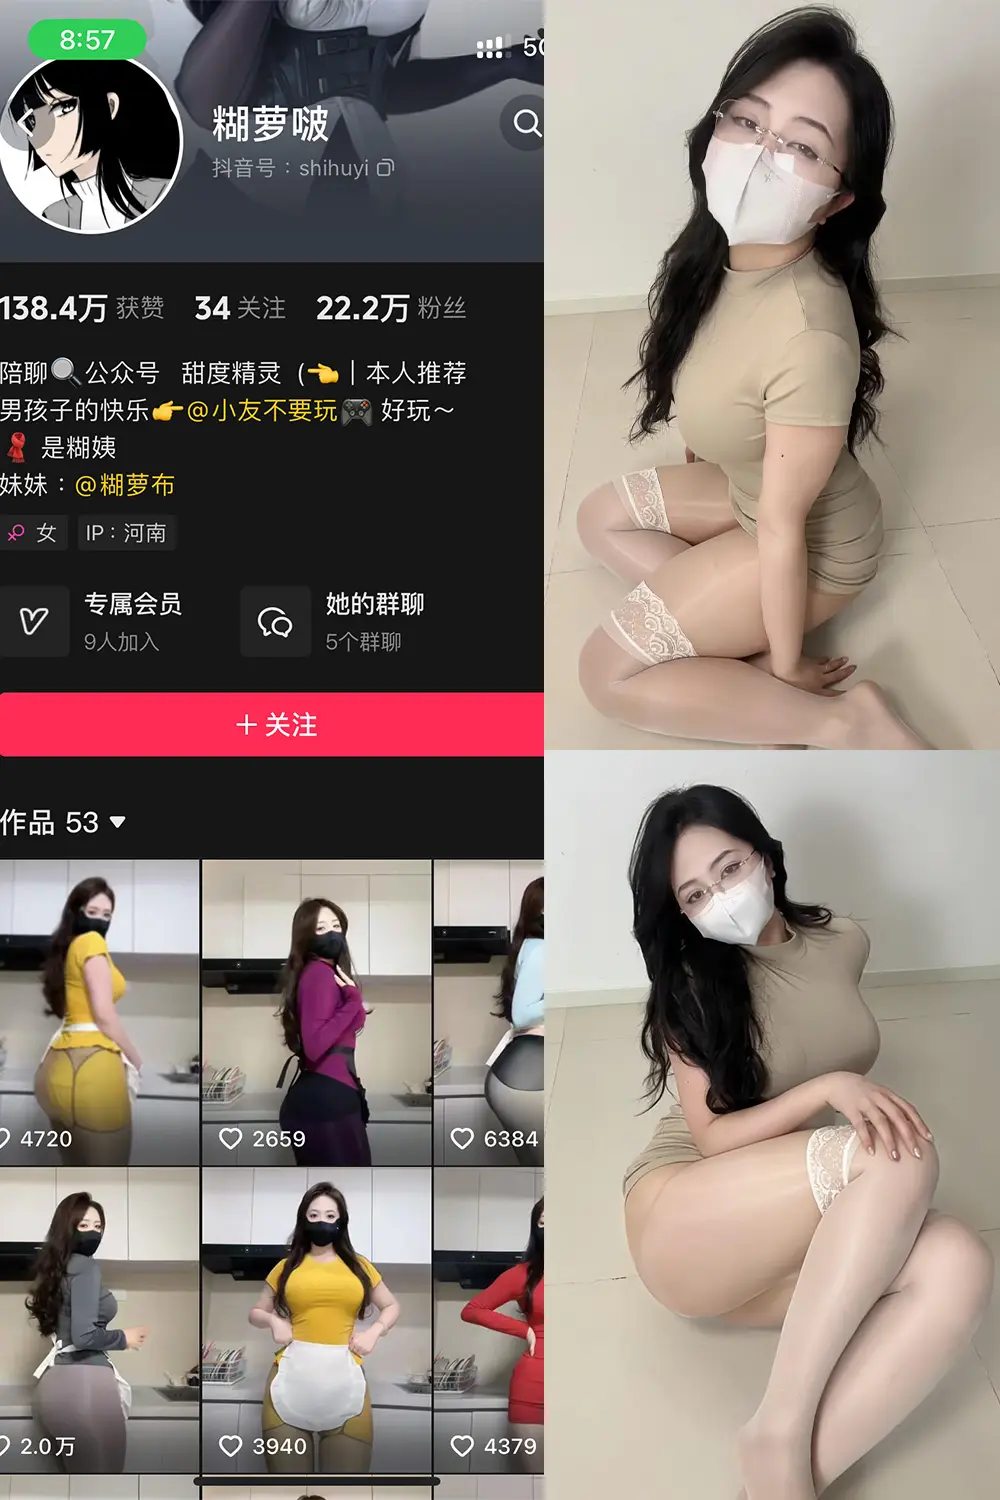 8:57
糊萝啵
抖音号：shihuyi
138.4万 获赞 34 关注 22.2万 粉丝
陪聊🔍公众号 甜度精灵 (👈｜本人推荐
男孩子的快乐👉@小友不要玩🎮 好玩～
🧣 是糊姨
妹妹：@糊萝布
女 IP：河南
专属会员 她的群聊
9人加入 5个群聊
＋关注
作品 53
4720 2659 6384
2.0万 3940 4379